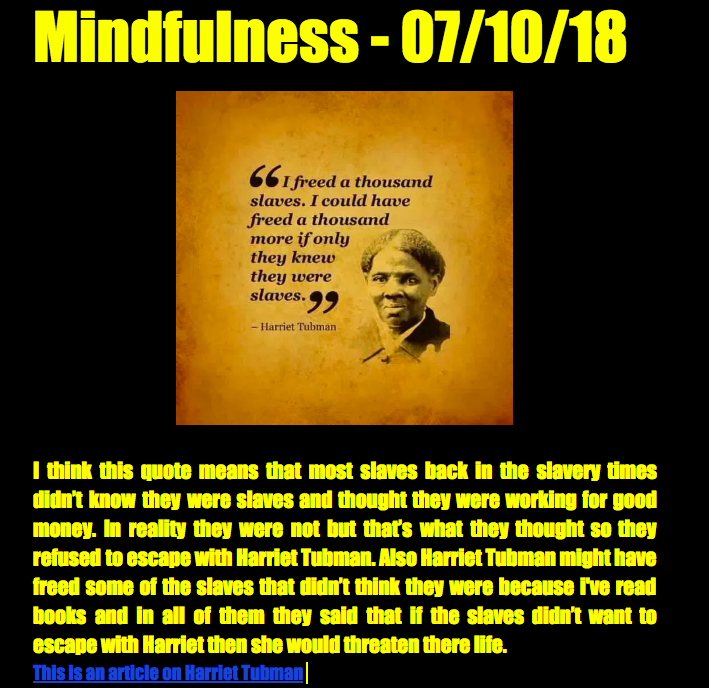 Mindfulness - 07/10/18
“I freed a thousand
slaves. I could have
freed a thousand
more if only
they knew
they were
slaves.”
– Harriet Tubman
I think this quote means that most slaves back in the slavery times
didn't know they were slaves and thought they were working for good
money. In reality they were not but that's what they thought so they
refused to escape with Harriet Tubman. Also Harriet Tubman might have
freed some of the slaves that didn't think they were because I've read
books and in all of them they said that if the slaves didn't want to
escape with Harriet then she would threaten there life.
This is an article on Harriet Tubman